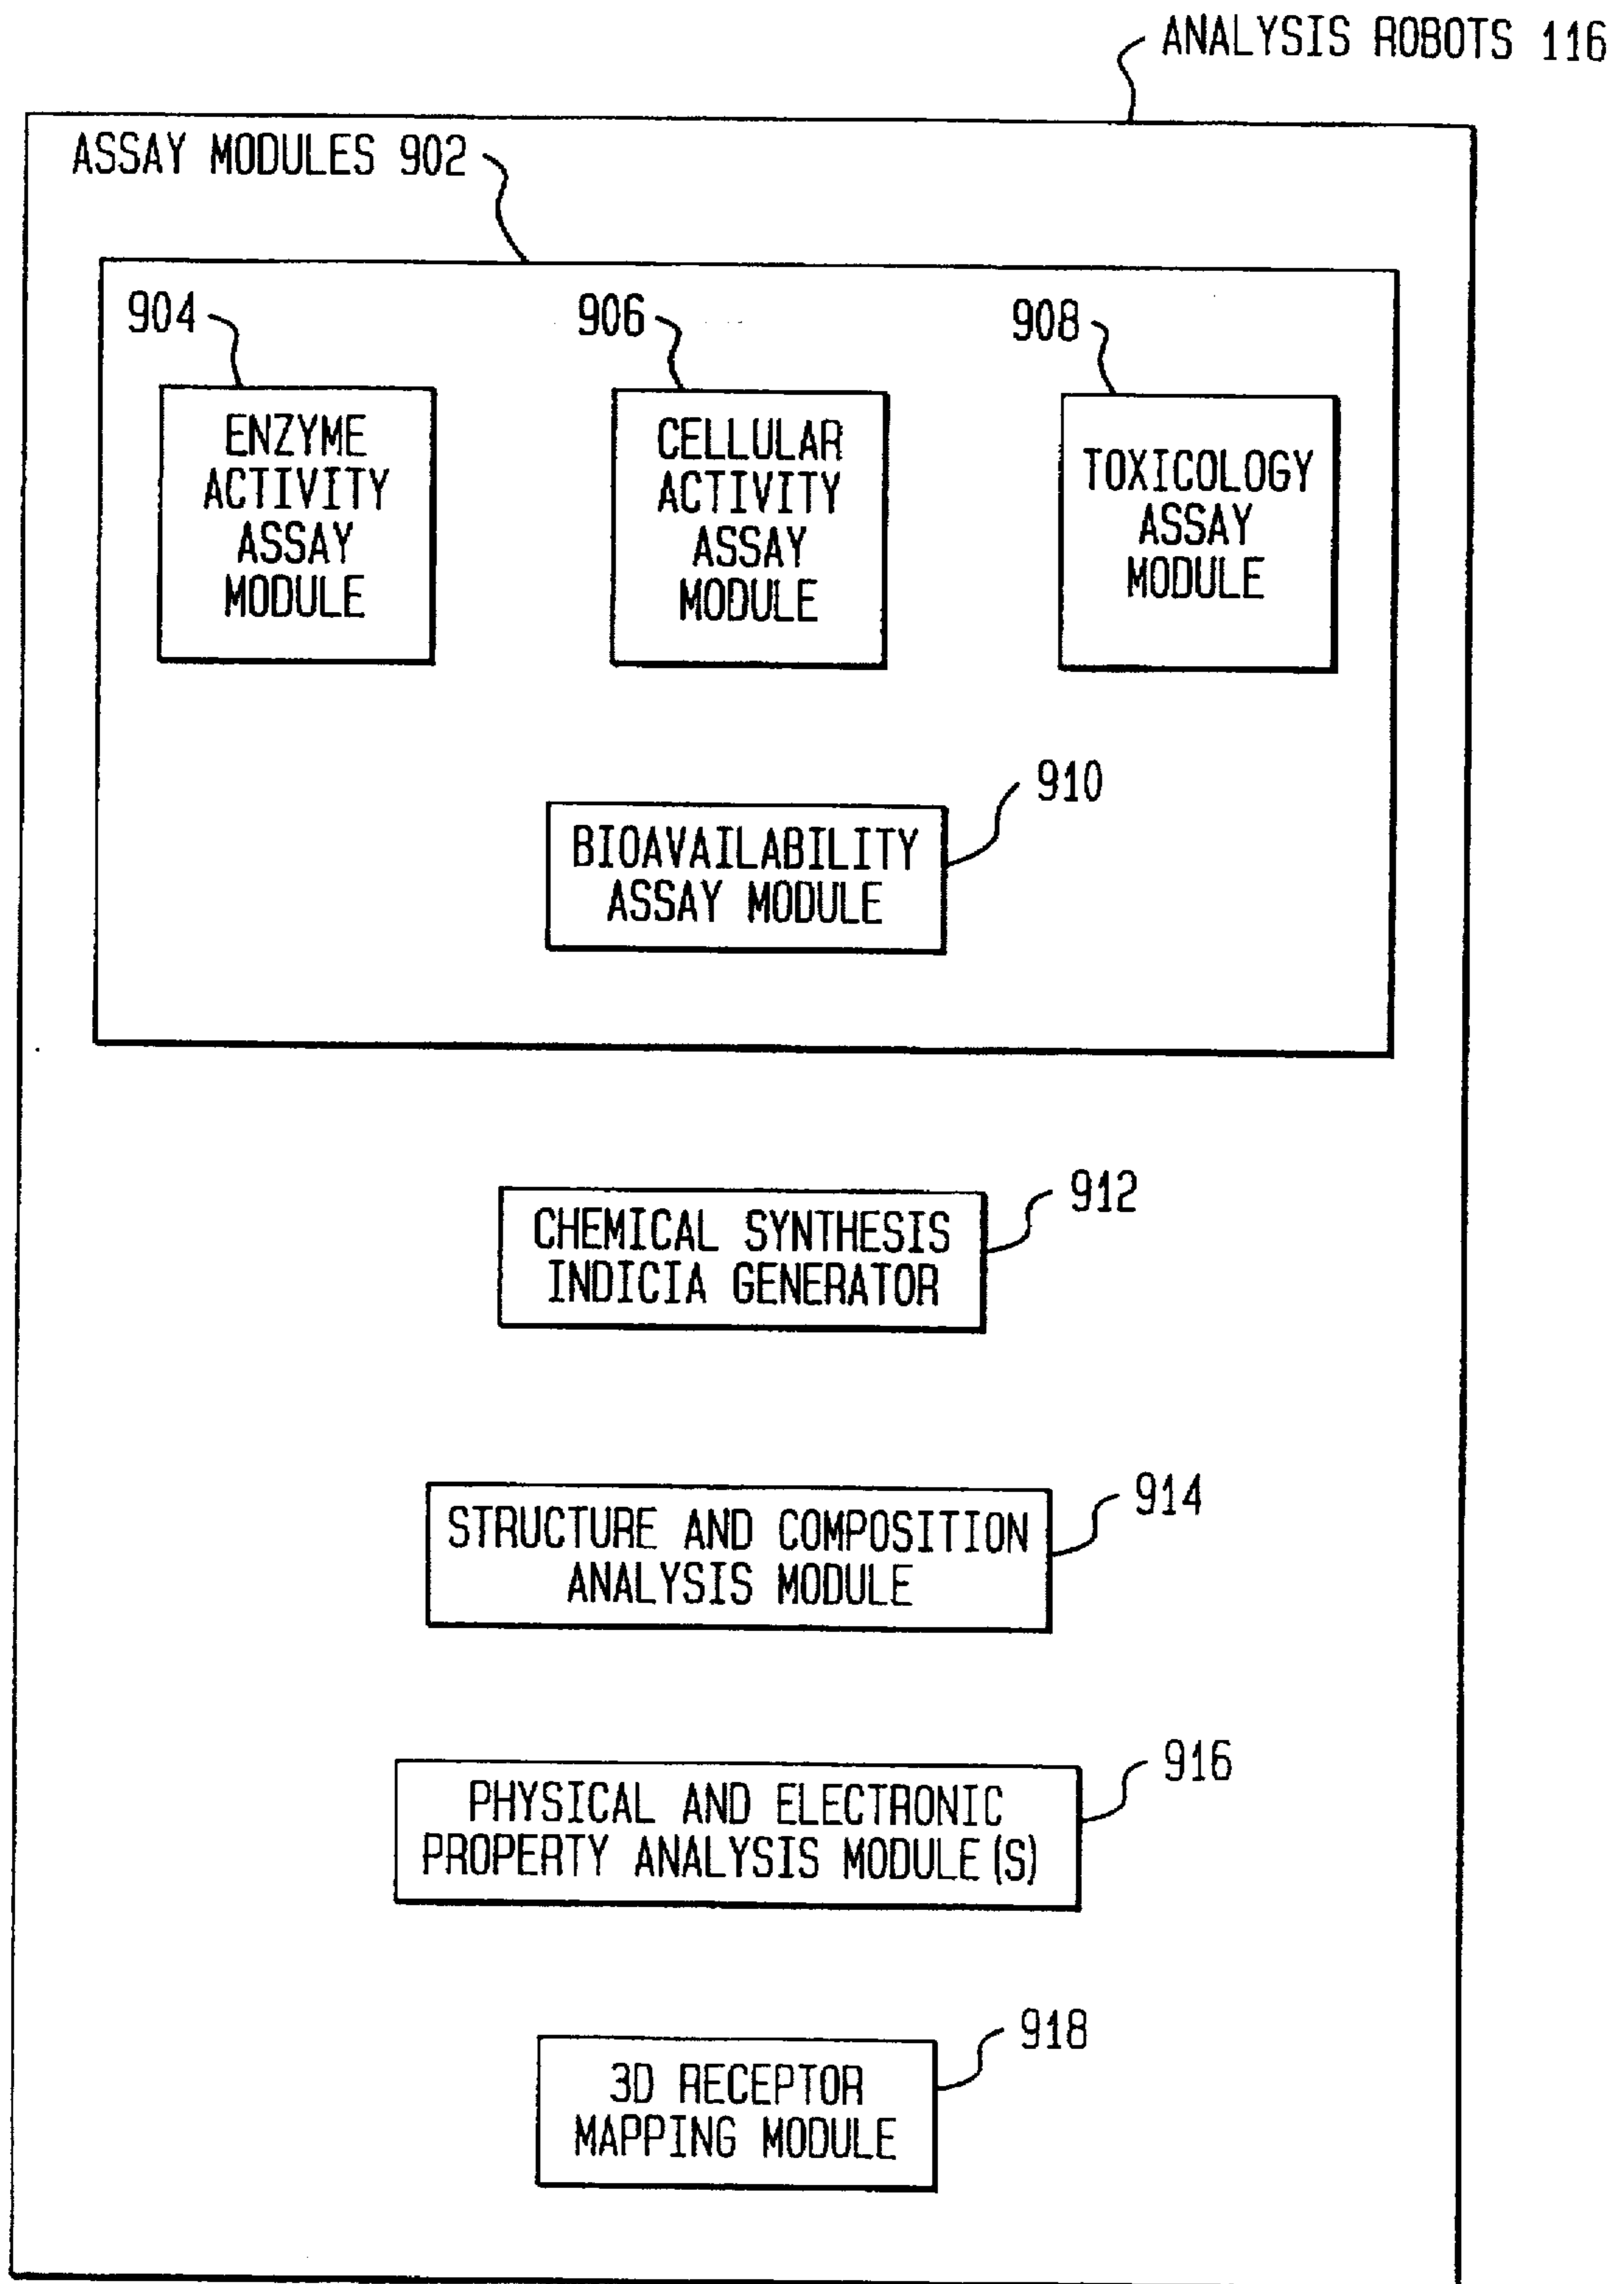 ANALYSIS ROBOTS 116
ASSAY MODULES 902
904
906
908
ENZYME
ACTIVITY
ASSAY
MODULE
CELLULAR
ACTIVITY
ASSAY
MODULE
TOXICOLOGY
ASSAY
MODULE
910
BIOAVAILABILITY
ASSAY MODULE
912
CHEMICAL SYNTHESIS
INDICIA GENERATOR
914
STRUCTURE AND COMPOSITION
ANALYSIS MODULE
916
PHYSICAL AND ELECTRONIC
PROPERTY ANALYSIS MODULE(S)
918
3D RECEPTOR
MAPPING MODULE